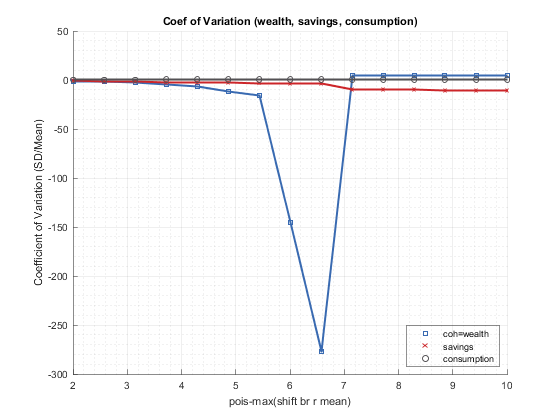 Coef of Variation (wealth, savings, consumption)
50
0
-50
-100
-150
-200
-250
-300
Coefficient of Variation (SD/Mean)
2
3
4
5
6
7
8
9
10
pois-max(shift br r mean)
coh=wealth
savings
consumption